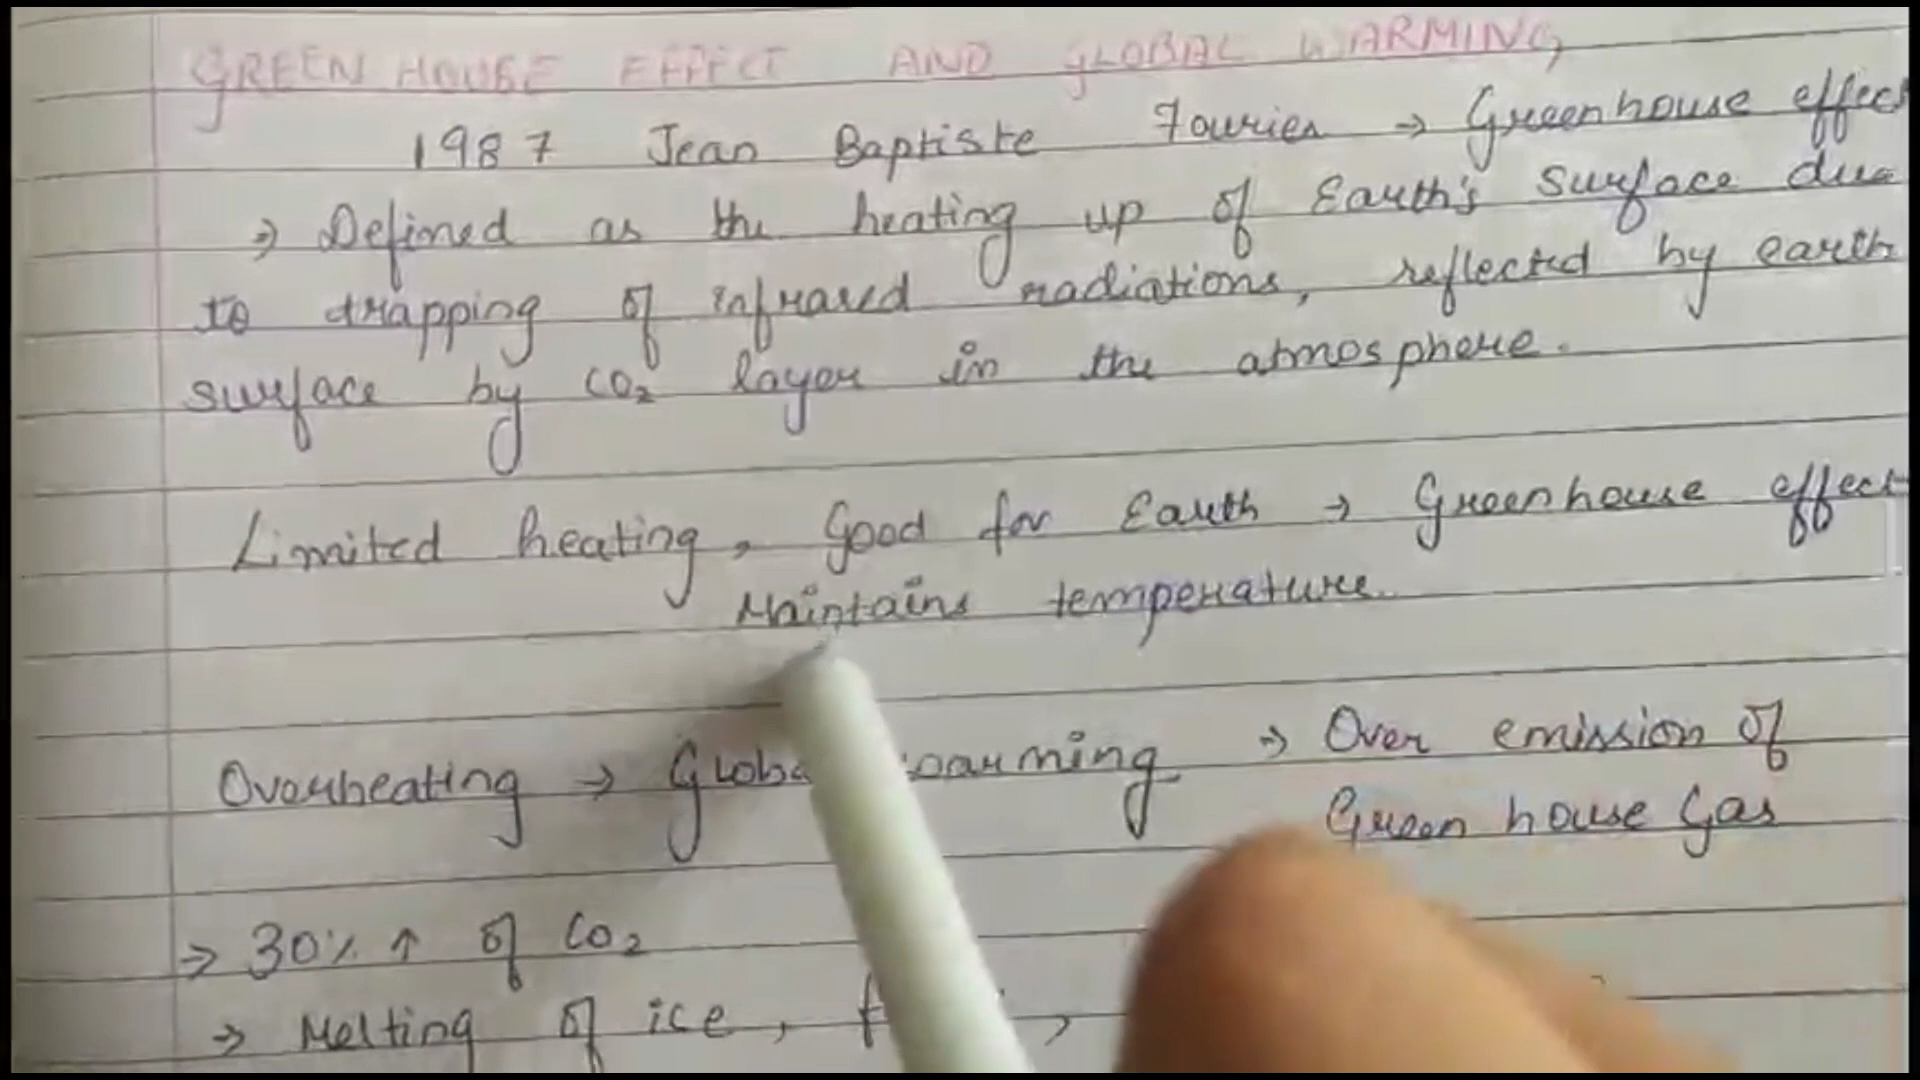 GREEN HOUSE EFFECT AND GLOBAL WARMING
1987 Jean Baptiste Fourier → Greenhouse effect
→ Defined as the heating up of Earth's surface due
to trapping of infrared radiations, reflected by earth
surface by CO₂ layer in the atmosphere.
Limited heating, Good for Earth → Greenhouse effect
Maintains temperature.
Overheating → warming → Over emission of
Green house Gas
→ 30% ↑ of CO₂
→ Melting of ice,